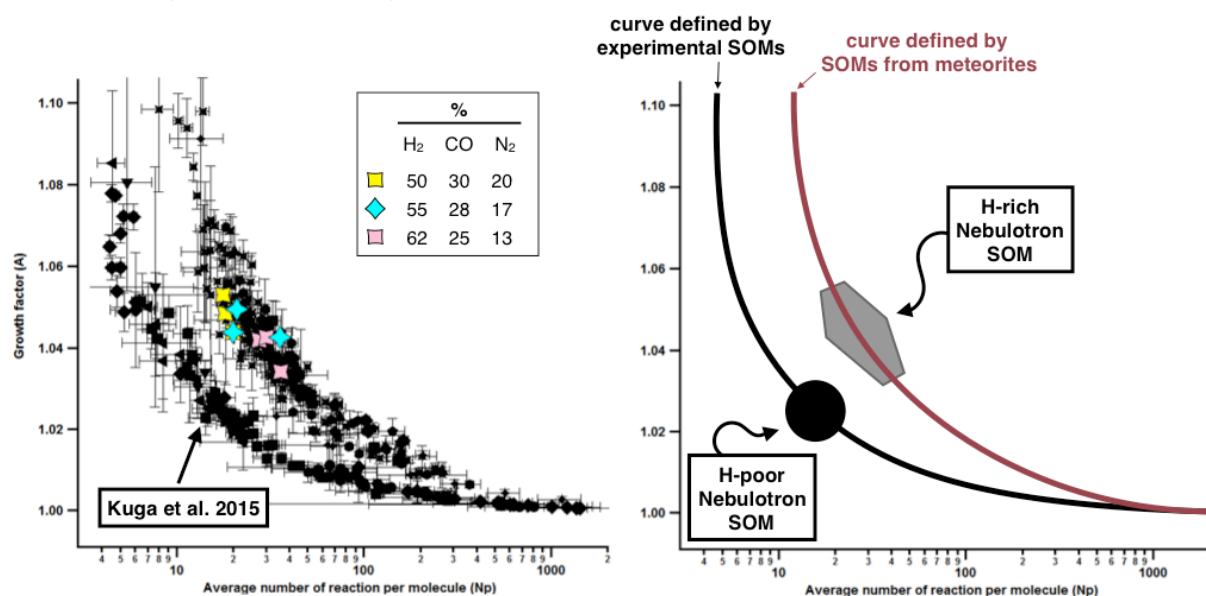 1.10
1.08
1.06
1.04
1.02
1.00
Growth factor (A)
4 5 6 7 8 9 10 2 3 4 5 6 7 8 9 100 2 3 4 5 6 7 8 9 1000 2
Average number of reaction per molecule (Np)
%
H₂ CO N₂
50 30 20
55 28 17
62 25 13
Kuga et al. 2015
curve defined by
experimental SOMs
curve defined by
SOMs from meteorites
1.10
1.08
1.06
1.04
1.02
1.00
H-rich
Nebulotron
SOM
H-poor
Nebulotron
SOM
4 5 6 7 8 9 10 2 3 4 5 6 7 8 9 100 2 3 4 5 6 7 8 9 1000
Average number of reaction per molecule (Np)